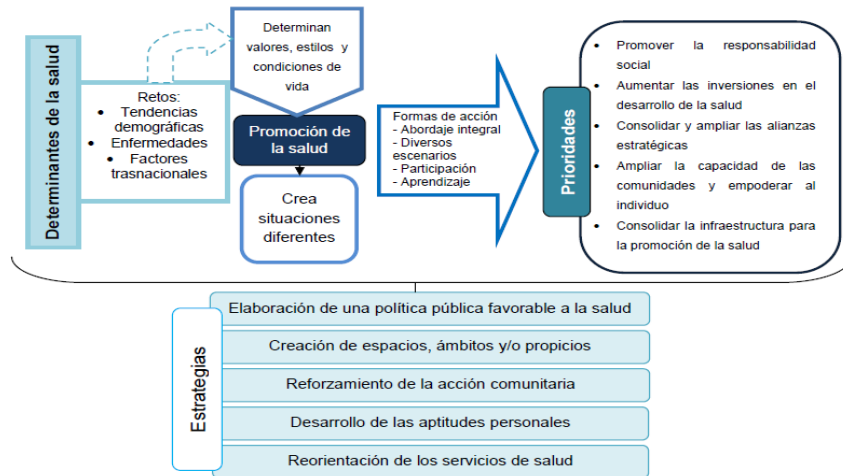 Determinantes de la salud
Retos:
• Tendencias
demográficas
• Enfermedades
• Factores
trasnacionales
Determinan
valores, estilos y
condiciones de
vida
Promoción de
la salud
Crea
situaciones
diferentes
Formas de acción
- Abordaje integral
- Diversos
escenarios
- Participación
- Aprendizaje
Prioridades
• Promover la responsabilidad
social
• Aumentar las inversiones en el
desarrollo de la salud
• Consolidar y ampliar las alianzas
estratégicas
• Ampliar la capacidad de las
comunidades y empoderar al
individuo
• Consolidar la infraestructura para
la promoción de la salud
Estrategias
Elaboración de una política pública favorable a la salud
Creación de espacios, ámbitos y/o propicios
Reforzamiento de la acción comunitaria
Desarrollo de las aptitudes personales
Reorientación de los servicios de salud